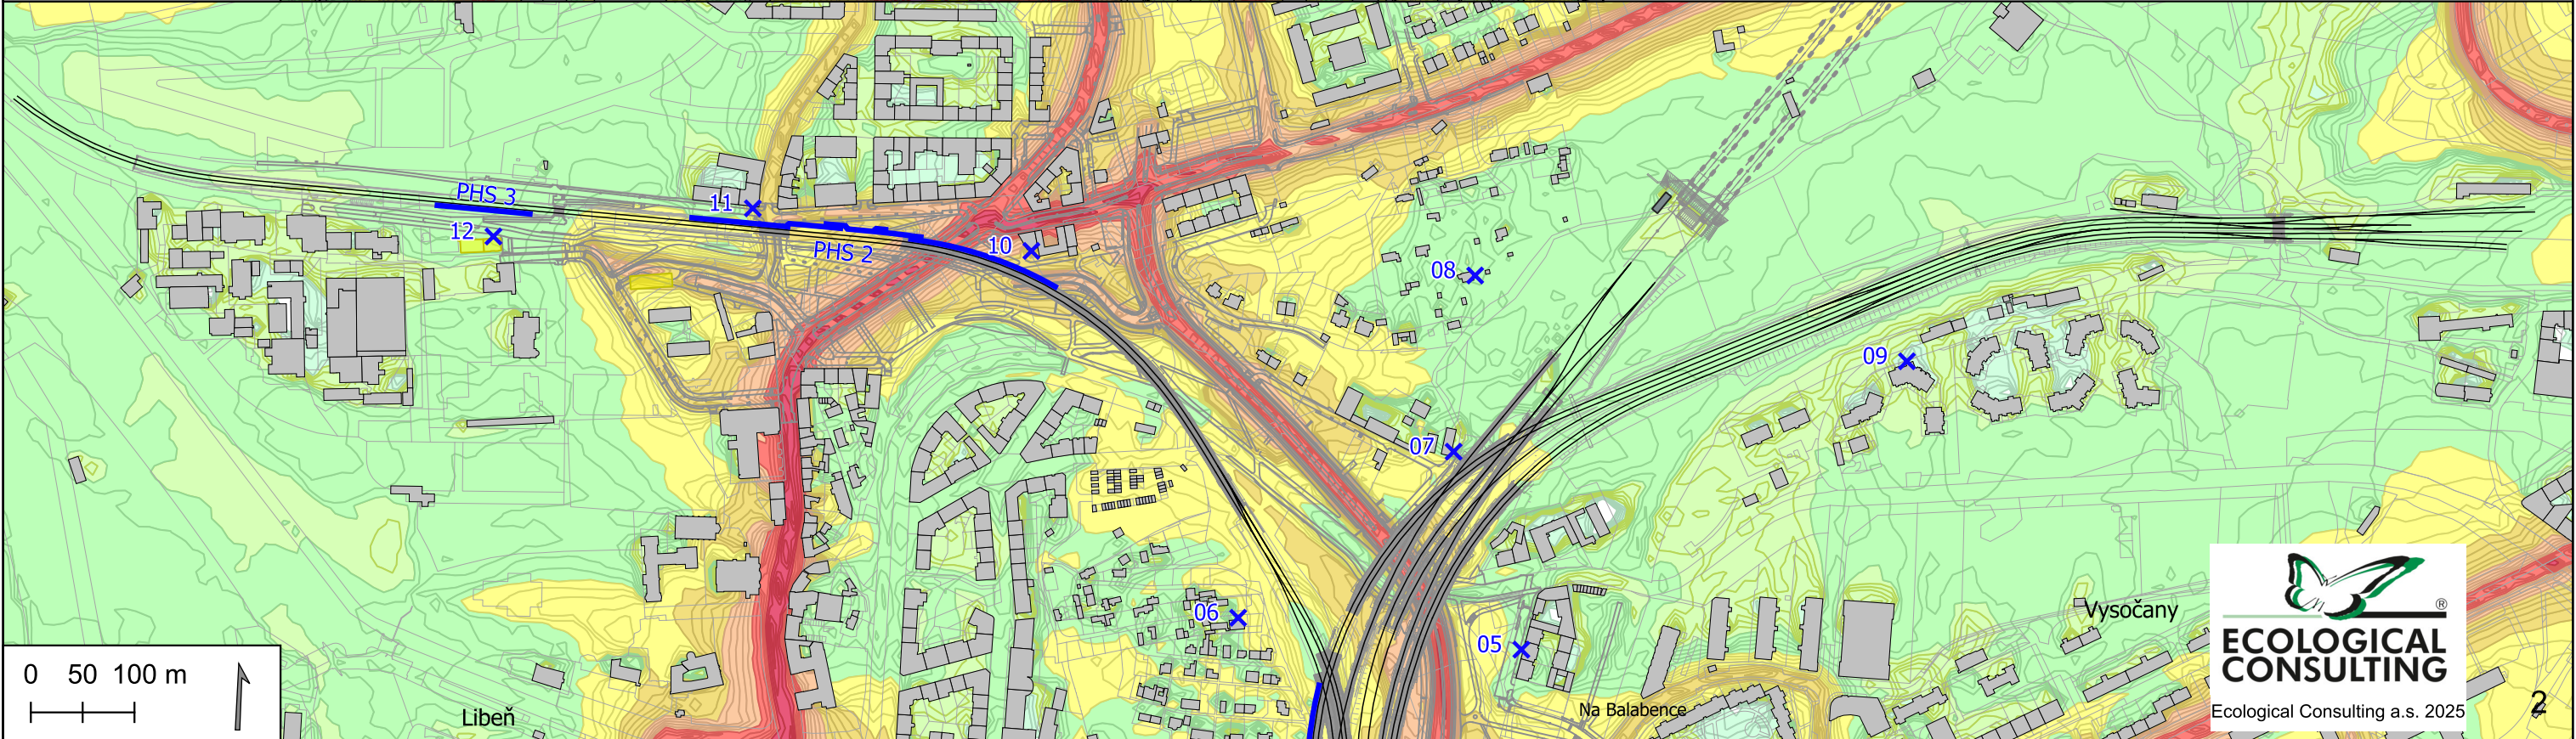 PHS 3
11
12
PHS 2
10
08
09
07
06
05
Vysočany
Na Balabence
Libeň
0 50 100 m
®
ECOLOGICAL
CONSULTING
Ecological Consulting a.s. 2025
2